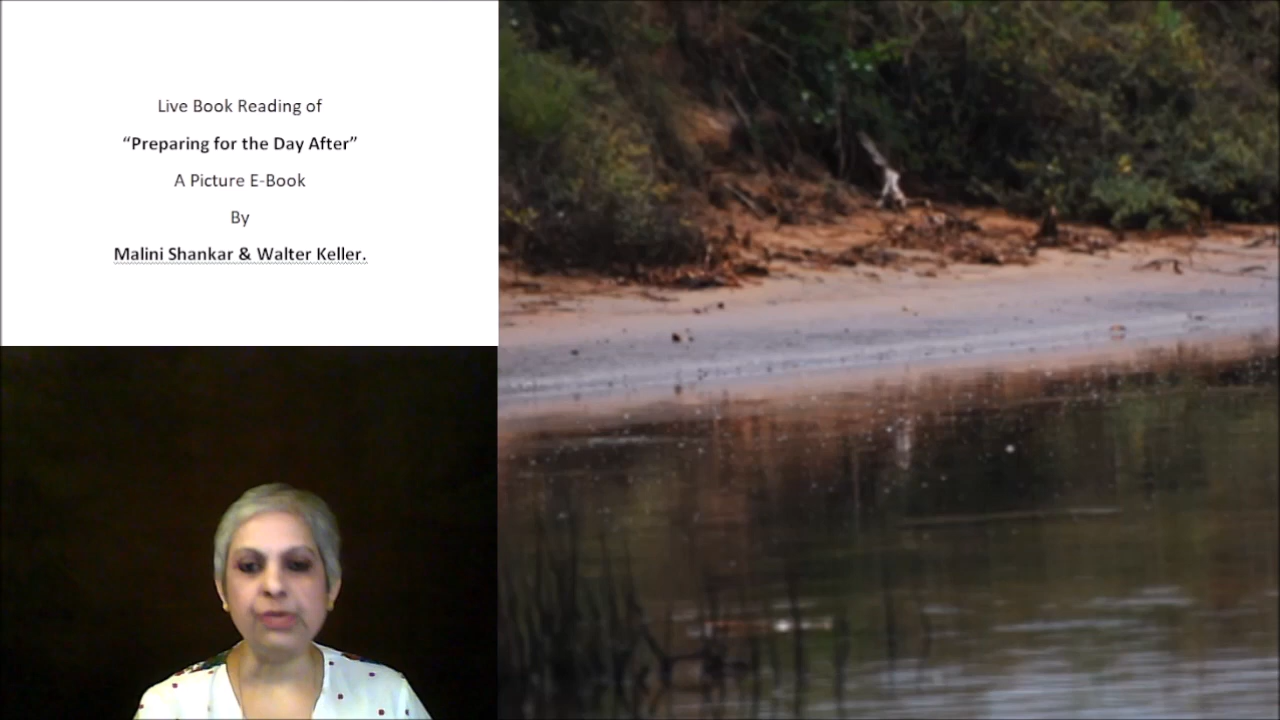 Live Book Reading of
“Preparing for the Day After”
A Picture E-Book
By
Malini Shankar & Walter Keller.